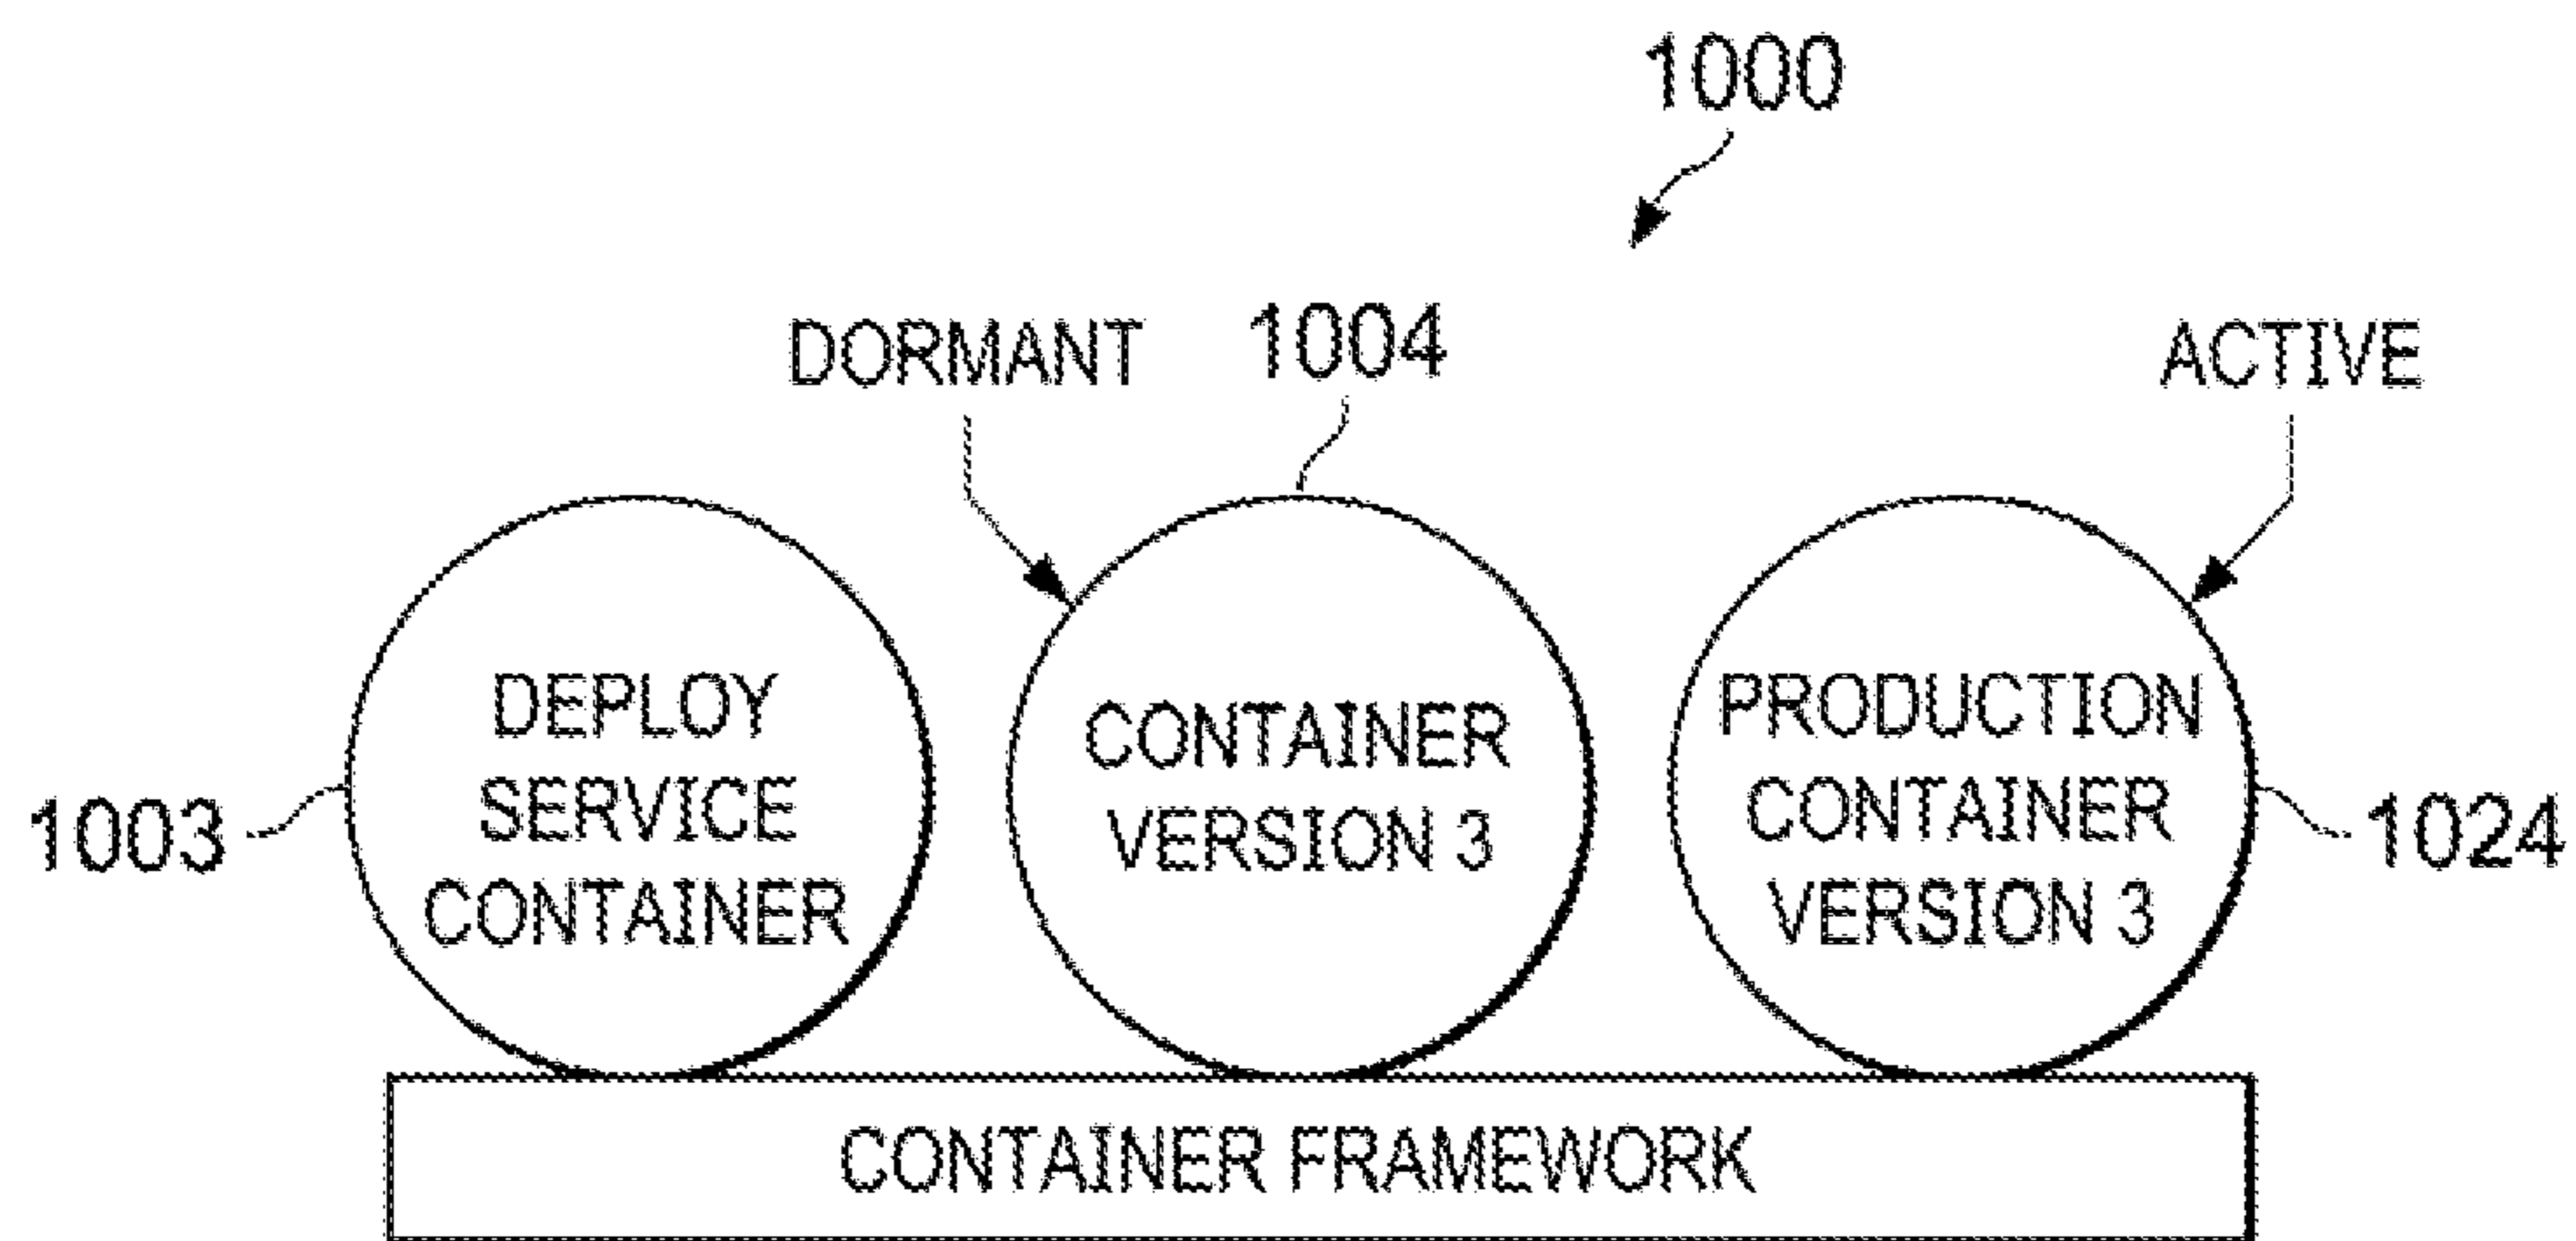 1000
DORMANT
1004
ACTIVE
DEPLOY
SERVICE
CONTAINER
1003
CONTAINER
VERSION 3
PRODUCTION
CONTAINER
VERSION 3
1024
CONTAINER FRAMEWORK